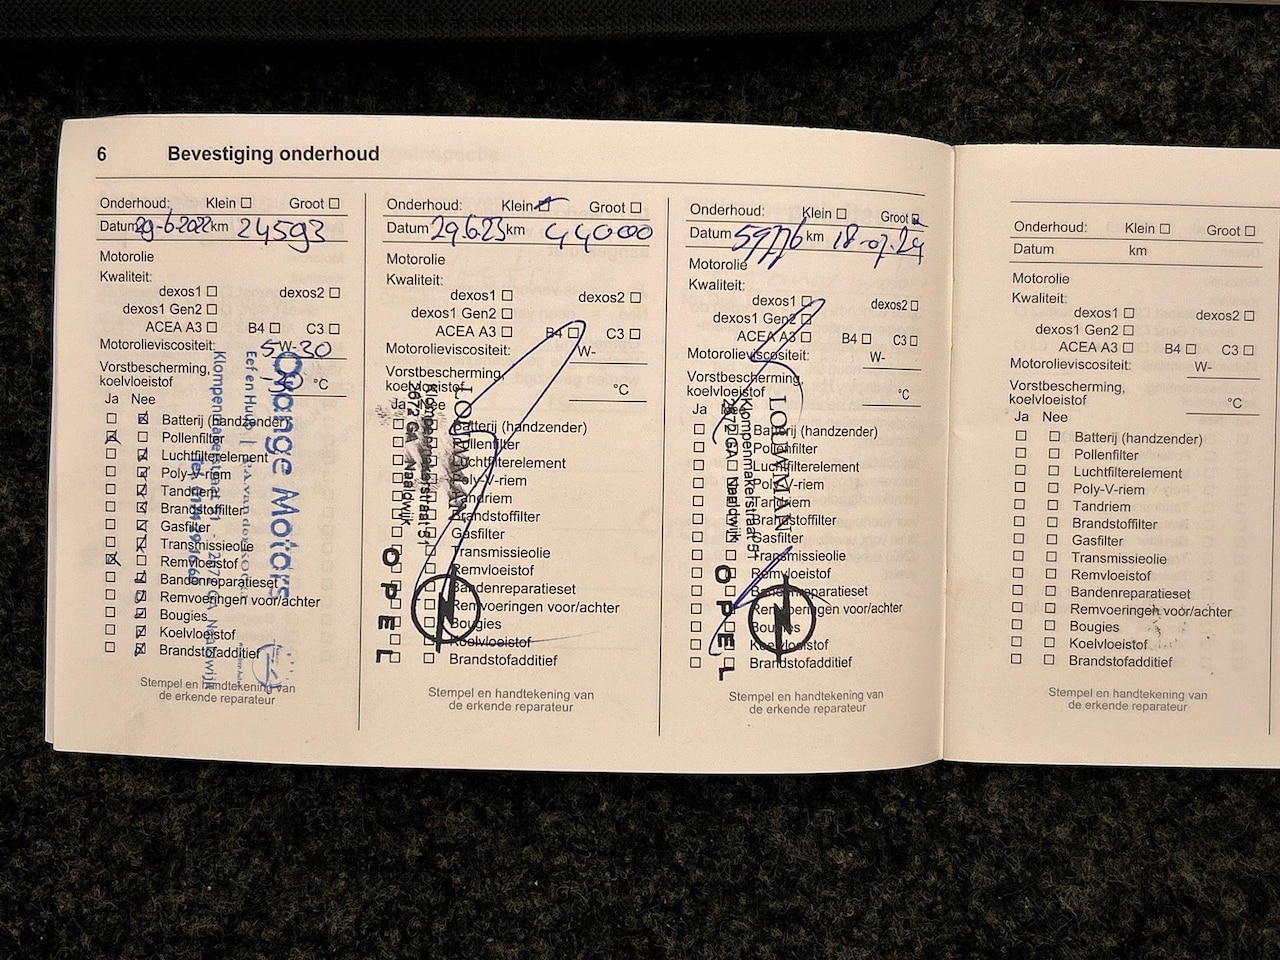 6 Bevestiging onderhoud
Onderhoud: Klein Groot
Datum 29-6-2022 km 24593
Motorolie
Kwaliteit:
dexos1 dexos2
dexos1 Gen2
ACEA A3 B4 C3
Motorolieviscositeit: 5W-30
Vorstbescherming,
koelvloeistof °C
Ja Nee
Batterij (handzender)
Pollenfilter
Luchtfilterelement
Poly-V-riem
Tandriem
Brandstoffilter
Gasfilter
Transmissieolie
Remvloeistof
Bandenreparatieset
Remvoeringen voor/achter
Bougies
Koelvloeistof
Brandstofadditief
Orange Motors
Stempel en handtekening van
de erkende reparateur
Onderhoud: Klein Groot
Datum 29.6.23 km 44000
Motorolie
Kwaliteit:
dexos1 dexos2
dexos1 Gen2
ACEA A3 B4 C3
Motorolieviscositeit: W-
Vorstbescherming,
koelvloeistof °C
Ja Nee
Batterij (handzender)
Pollenfilter
Luchtfilterelement
Poly-V-riem
Tandriem
Brandstoffilter
Gasfilter
Transmissieolie
Remvloeistof
Bandenreparatieset
Remvoeringen voor/achter
Bougies
Koelvloeistof
Brandstofadditief
LOUWMAN
Klompenmakerstraat 51
2672 GA Naaldwijk
OPEL
Stempel en handtekening van
de erkende reparateur
Onderhoud: Klein Groot
Datum 59776 km 18-07-24
Motorolie
Kwaliteit:
dexos1 dexos2
dexos1 Gen2
ACEA A3 B4 C3
Motorolieviscositeit: W-
Vorstbescherming,
koelvloeistof °C
Ja Nee
Batterij (handzender)
Pollenfilter
Luchtfilterelement
Poly-V-riem
Tandriem
Brandstoffilter
Gasfilter
Transmissieolie
Remvloeistof
Bandenreparatieset
Remvoeringen voor/achter
Bougies
Koelvloeistof
Brandstofadditief
LOUWMAN
Klompenmakerstraat 51
2672 GA Naaldwijk
OPEL
Stempel en handtekening van
de erkende reparateur
Onderhoud: Klein Groot
Datum km
Motorolie
Kwaliteit:
dexos1 dexos2
dexos1 Gen2
ACEA A3 B4 C3
Motorolieviscositeit: W-
Vorstbescherming,
koelvloeistof °C
Ja Nee
Batterij (handzender)
Pollenfilter
Luchtfilterelement
Poly-V-riem
Tandriem
Brandstoffilter
Gasfilter
Transmissieolie
Remvloeistof
Bandenreparatieset
Remvoeringen voor/achter
Bougies
Koelvloeistof
Brandstofadditief
Stempel en handtekening van
de erkende reparateur